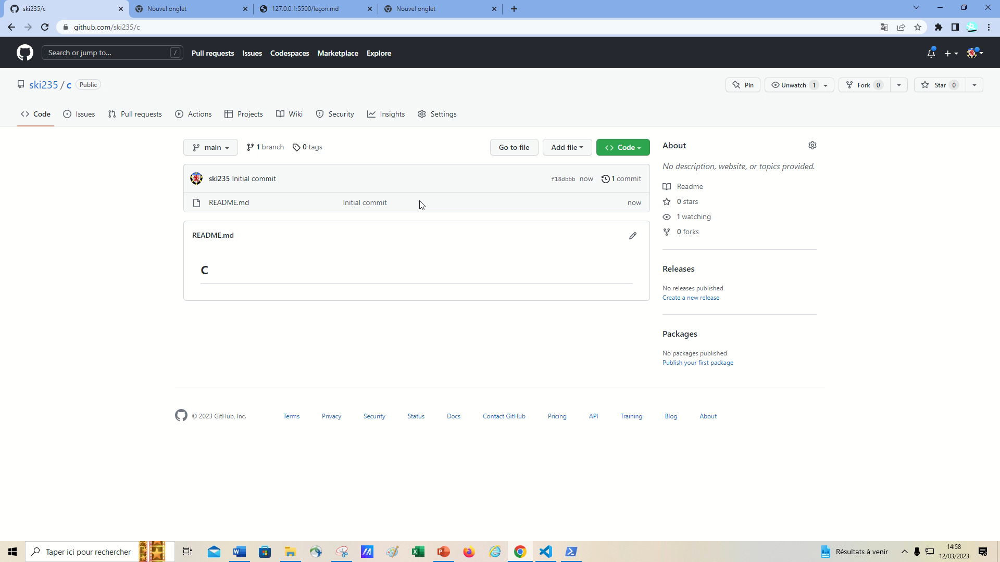 ski235/c
Nouvel onglet
127.0.0.1:5500/leçon.md
Nouvel onglet
github.com/ski235/c
Search or jump to...
/
Pull requests
Issues
Codespaces
Marketplace
Explore
ski235 / c
Public
Pin
Unwatch 1
Fork 0
Star 0
Code
Issues
Pull requests
Actions
Projects
Wiki
Security
Insights
Settings
main
1 branch
0 tags
Go to file
Add file
Code
ski235 Initial commit
f18dbbb now
1 commit
README.md
Initial commit
now
README.md
C
About
No description, website, or topics provided.
Readme
0 stars
1 watching
0 forks
Releases
No releases published
Create a new release
Packages
No packages published
Publish your first package
© 2023 GitHub, Inc.
Terms
Privacy
Security
Status
Docs
Contact GitHub
Pricing
API
Training
Blog
About
Taper ici pour rechercher
Résultats à venir
14:58
12/03/2023